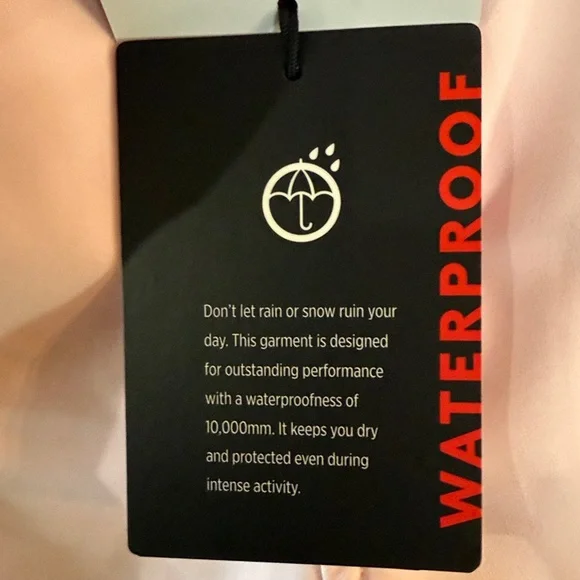 Don't let rain or snow ruin your
day. This garment is designed
for outstanding performance
with a waterproofness of
10,000mm. It keeps you dry
and protected even during
intense activity.
WATERPROOF